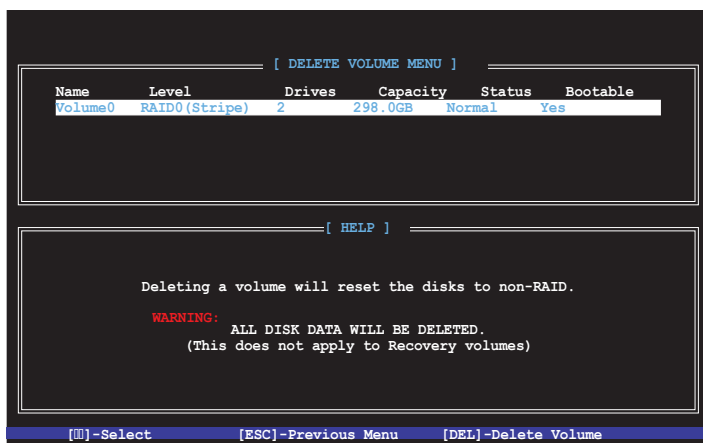 [ DELETE VOLUME MENU ]
Name Level Drives Capacity Status Bootable
Volume0 RAID0(Stripe) 2 298.0GB Normal Yes
[ HELP ]
Deleting a volume will reset the disks to non-RAID.
WARNING:
ALL DISK DATA WILL BE DELETED.
(This does not apply to Recovery volumes)
[▯▯]-Select [ESC]-Previous Menu [DEL]-Delete Volume